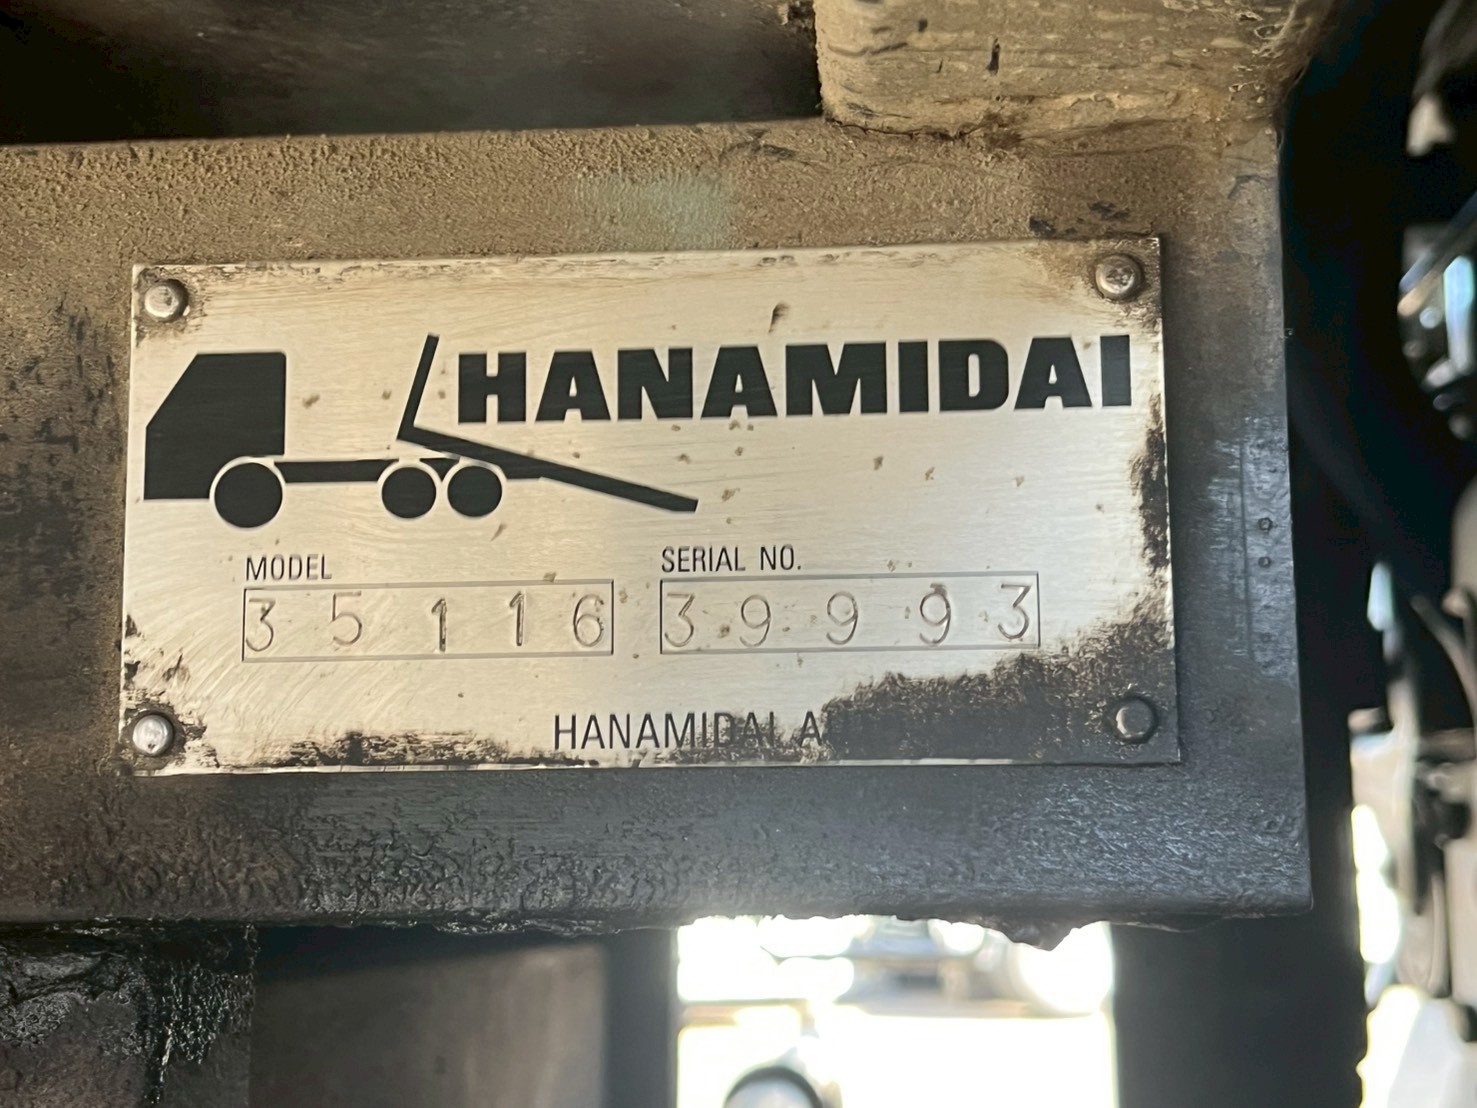 HANAMIDAI
MODEL SERIAL NO.
35116 39993
HANAMIDAI